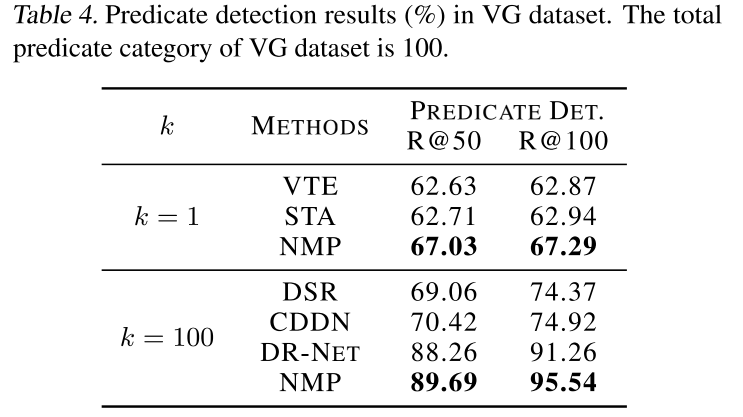 Table 4. Predicate detection results (%) in VG dataset. The total
predicate category of VG dataset is 100.
k METHODS PREDICATE DET.
R@50 R@100
k = 1
VTE 62.63 62.87
STA 62.71 62.94
NMP 67.03 67.29
k = 100
DSR 69.06 74.37
CDDN 70.42 74.92
DR-NET 88.26 91.26
NMP 89.69 95.54